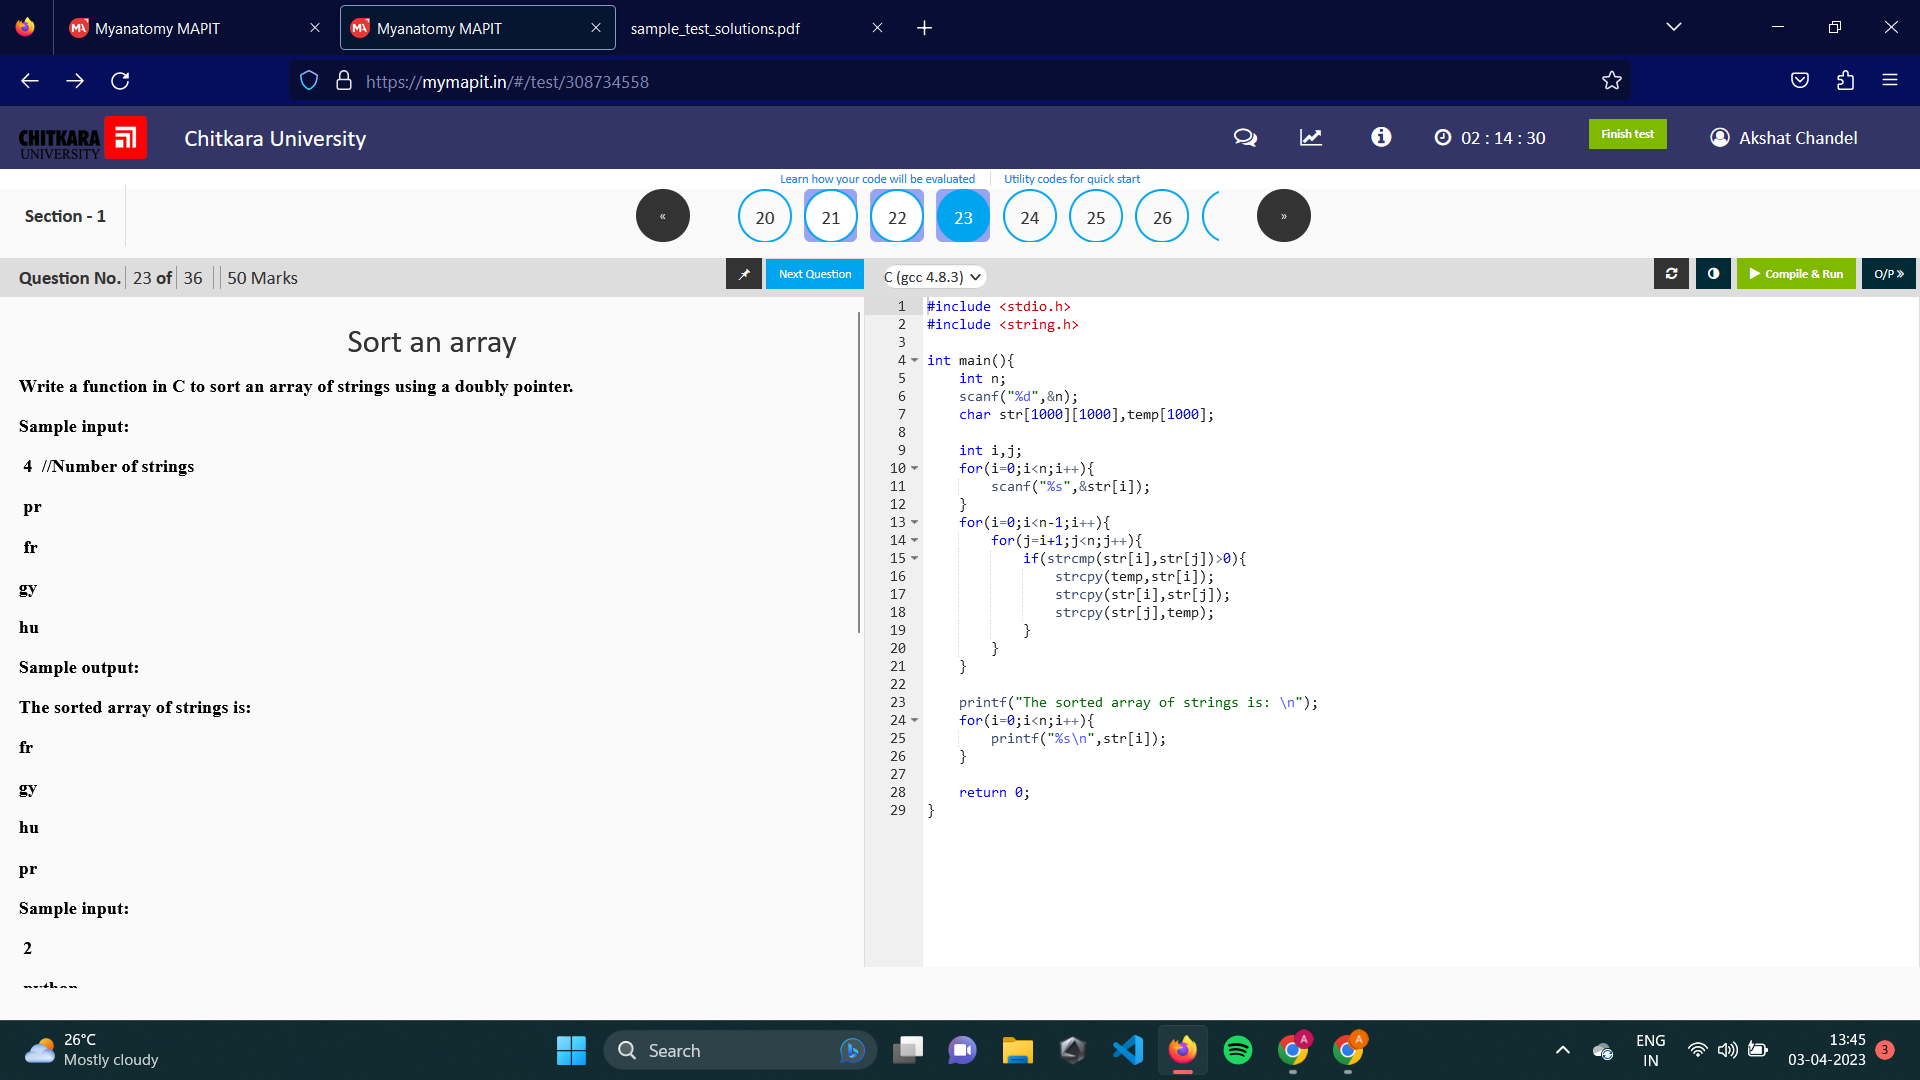 Myanatomy MAPIT
Myanatomy MAPIT
sample_test_solutions.pdf
https://mymapit.in/#/test/308734558
CHITKARA
UNIVERSITY
Chitkara University
02 : 14 : 30
Finish test
Akshat Chandel
Learn how your code will be evaluated
Utility codes for quick start
Section - 1
«
20
21
22
23
24
25
26
»
Question No. 23 of 36 50 Marks
Next Question
C (gcc 4.8.3)
Compile & Run
O/P »
Sort an array
Write a function in C to sort an array of strings using a doubly pointer.
Sample input:
4 //Number of strings
pr
fr
gy
hu
Sample output:
The sorted array of strings is:
fr
gy
hu
pr
Sample input:
2
python
1 #include <stdio.h>
2 #include <string.h>
3
4 int main(){
5 int n;
6 scanf("%d",&n);
7 char str[1000][1000],temp[1000];
8
9 int i,j;
10 for(i=0;i<n;i++){
11 scanf("%s",&str[i]);
12 }
13 for(i=0;i<n-1;i++){
14 for(j=i+1;j<n;j++){
15 if(strcmp(str[i],str[j])>0){
16 strcpy(temp,str[i]);
17 strcpy(str[i],str[j]);
18 strcpy(str[j],temp);
19 }
20 }
21 }
22
23 printf("The sorted array of strings is: \n");
24 for(i=0;i<n;i++){
25 printf("%s\n",str[i]);
26 }
27
28 return 0;
29 }
26°C
Mostly cloudy
Search
A
A
ENG
IN
13:45
03-04-2023
3